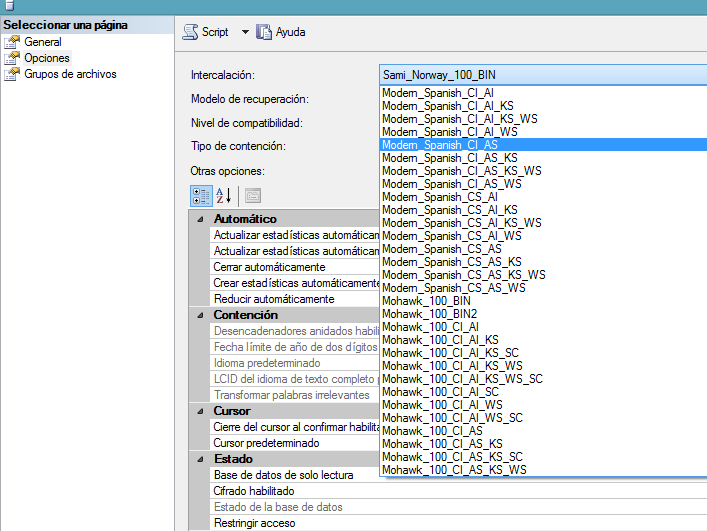 Seleccionar una página
General
Opciones
Grupos de archivos
Script
Ayuda
Intercalación:
Sami_Norway_100_BIN
Modelo de recuperación:
Nivel de compatibilidad:
Tipo de contención:
Otras opciones:
Modern_Spanish_CI_AI
Modern_Spanish_CI_AI_KS
Modern_Spanish_CI_AI_KS_WS
Modern_Spanish_CI_AI_WS
Modern_Spanish_CI_AS
Modern_Spanish_CI_AS_KS
Modern_Spanish_CI_AS_KS_WS
Modern_Spanish_CI_AS_WS
Modern_Spanish_CS_AI
Modern_Spanish_CS_AI_KS
Modern_Spanish_CS_AI_KS_WS
Modern_Spanish_CS_AI_WS
Modern_Spanish_CS_AS
Modern_Spanish_CS_AS_KS
Modern_Spanish_CS_AS_KS_WS
Modern_Spanish_CS_AS_WS
Mohawk_100_BIN
Mohawk_100_BIN2
Mohawk_100_CI_AI
Mohawk_100_CI_AI_KS
Mohawk_100_CI_AI_KS_SC
Mohawk_100_CI_AI_KS_WS
Mohawk_100_CI_AI_KS_WS_SC
Mohawk_100_CI_AI_SC
Mohawk_100_CI_AI_WS
Mohawk_100_CI_AI_WS_SC
Mohawk_100_CI_AS
Mohawk_100_CI_AS_KS
Mohawk_100_CI_AS_KS_SC
Mohawk_100_CI_AS_KS_WS
A Z
Automático
Actualizar estadísticas automáticam
Actualizar estadísticas automáticam
Cerrar automáticamente
Crear estadísticas automáticamente
Reducir automáticamente
Contención
Desencadenadores anidados habili
Fecha límite de año de dos dígitos
Idioma predeterminado
LCID del idioma de texto completo p
Transformar palabras irrelevantes
Cursor
Cierre del cursor al confirmar habilita
Cursor predeterminado
Estado
Base de datos de solo lectura
Cifrado habilitado
Estado de la base de datos
Restringir acceso